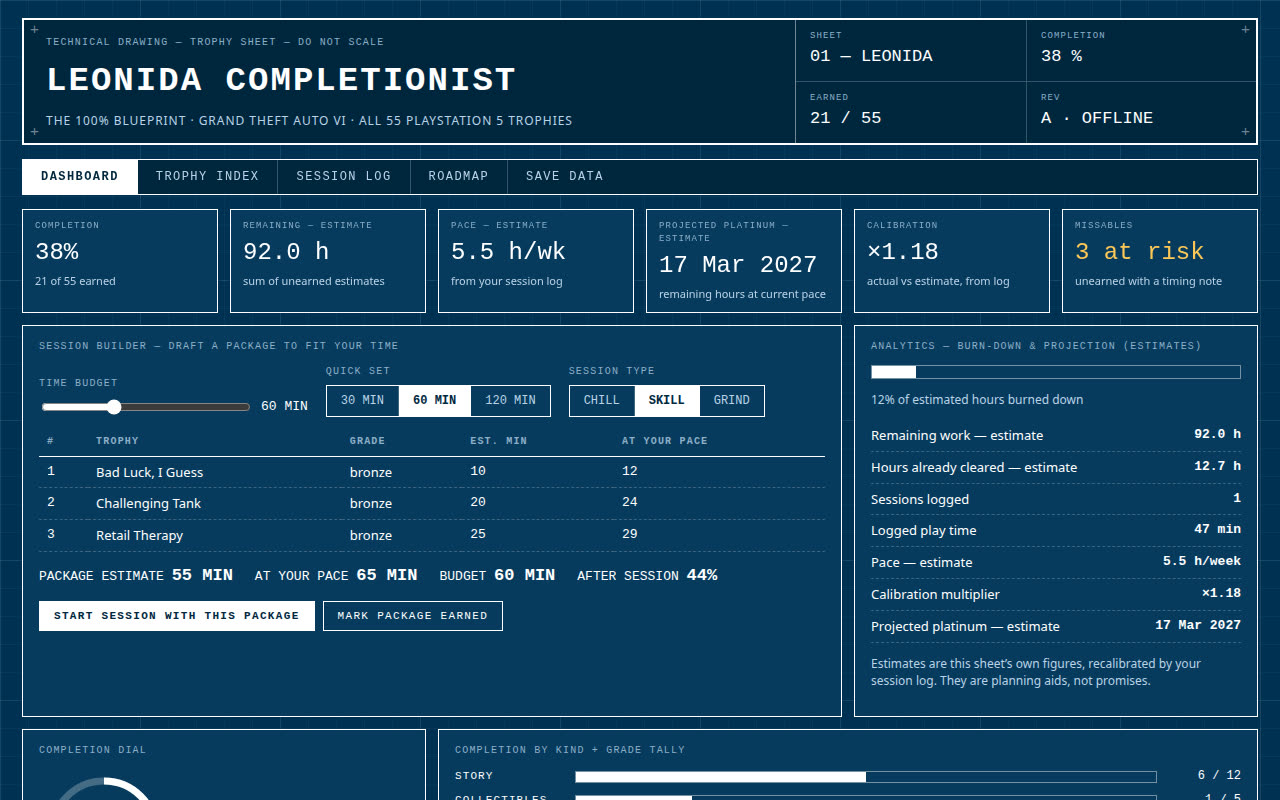 TECHNICAL DRAWING — TROPHY SHEET — DO NOT SCALE
LEONIDA COMPLETIONIST
THE 100% BLUEPRINT · GRAND THEFT AUTO VI · ALL 55 PLAYSTATION 5 TROPHIES
SHEET
01 — LEONIDA
COMPLETION
38 %
EARNED
21 / 55
REV
A · OFFLINE
DASHBOARD
TROPHY INDEX
SESSION LOG
ROADMAP
SAVE DATA
COMPLETION
38%
21 of 55 earned
REMAINING — ESTIMATE
92.0 h
sum of unearned estimates
PACE — ESTIMATE
5.5 h/wk
from your session log
PROJECTED PLATINUM —
ESTIMATE
17 Mar 2027
remaining hours at current pace
CALIBRATION
×1.18
actual vs estimate, from log
MISSABLES
3 at risk
unearned with a timing note
SESSION BUILDER — DRAFT A PACKAGE TO FIT YOUR TIME
TIME BUDGET
60 MIN
QUICK SET
30 MIN
60 MIN
120 MIN
SESSION TYPE
CHILL
SKILL
GRIND
# TROPHY GRADE EST. MIN AT YOUR PACE
1 Bad Luck, I Guess bronze 10 12
2 Challenging Tank bronze 20 24
3 Retail Therapy bronze 25 29
PACKAGE ESTIMATE 55 MIN AT YOUR PACE 65 MIN BUDGET 60 MIN AFTER SESSION 44%
START SESSION WITH THIS PACKAGE
MARK PACKAGE EARNED
ANALYTICS — BURN-DOWN & PROJECTION (ESTIMATES)
12% of estimated hours burned down
Remaining work — estimate 92.0 h
Hours already cleared — estimate 12.7 h
Sessions logged 1
Logged play time 47 min
Pace — estimate 5.5 h/week
Calibration multiplier ×1.18
Projected platinum — estimate 17 Mar 2027
Estimates are this sheet’s own figures, recalibrated by your
session log. They are planning aids, not promises.
COMPLETION DIAL
COMPLETION BY KIND + GRADE TALLY
STORY 6 / 12
COLLECTIBLES 1 / 5